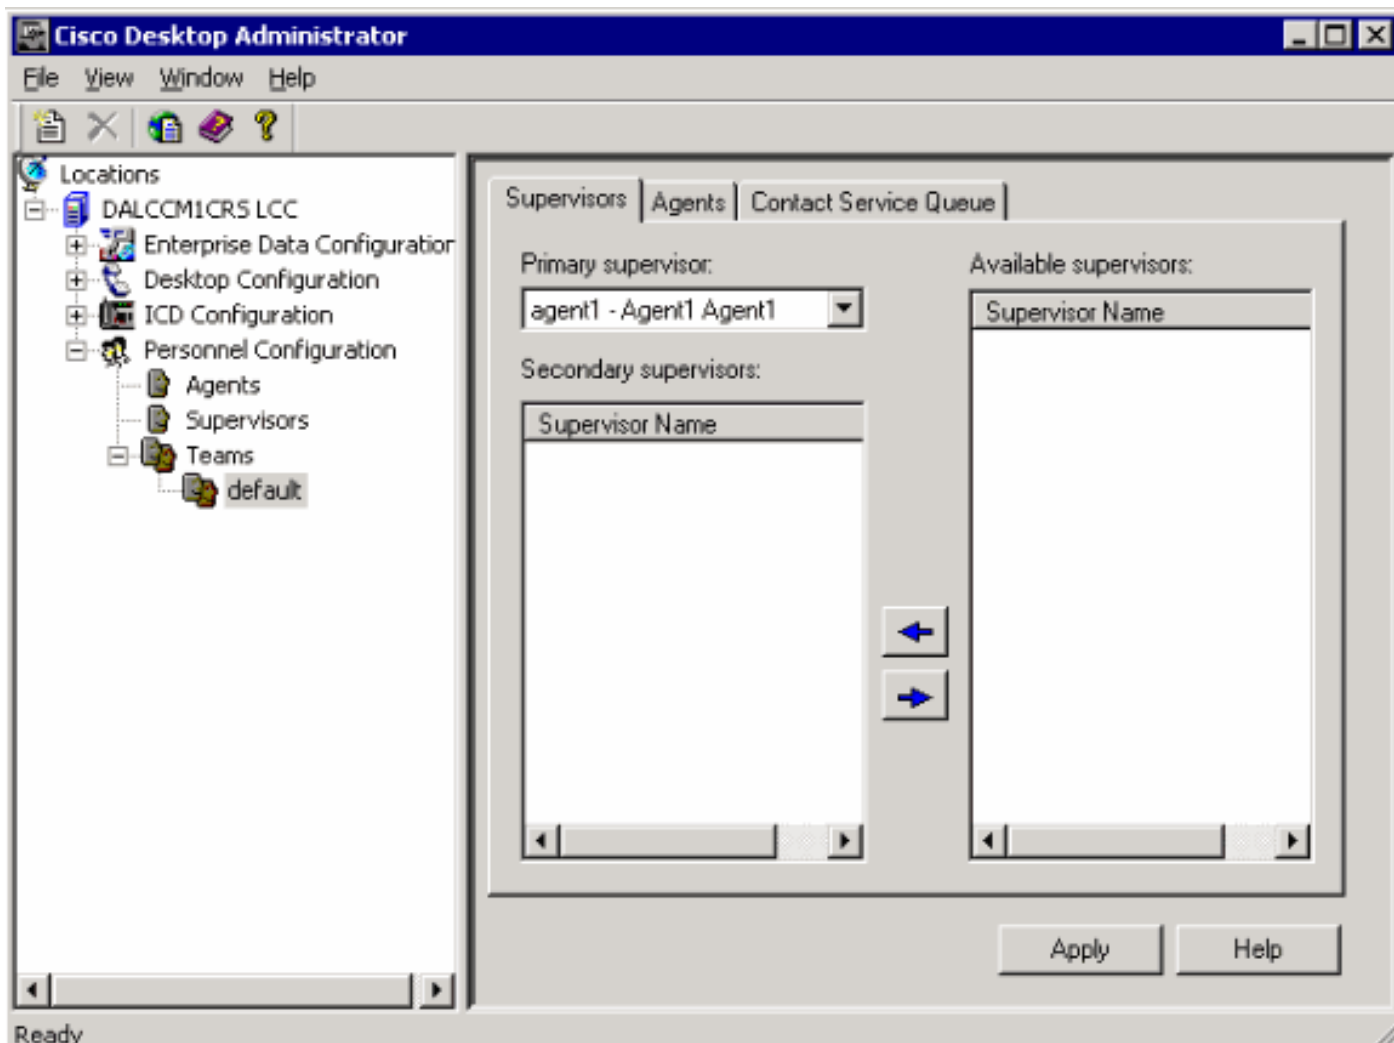 Cisco Desktop Administrator
File View Window Help
Locations
DALCCM1CRS LCC
Enterprise Data Configuration
Desktop Configuration
ICD Configuration
Personnel Configuration
Agents
Supervisors
Teams
default
Supervisors Agents Contact Service Queue
Primary supervisor:
agent1 - Agent1 Agent1
Secondary supervisors:
Supervisor Name
Available supervisors:
Supervisor Name
Apply Help
Ready